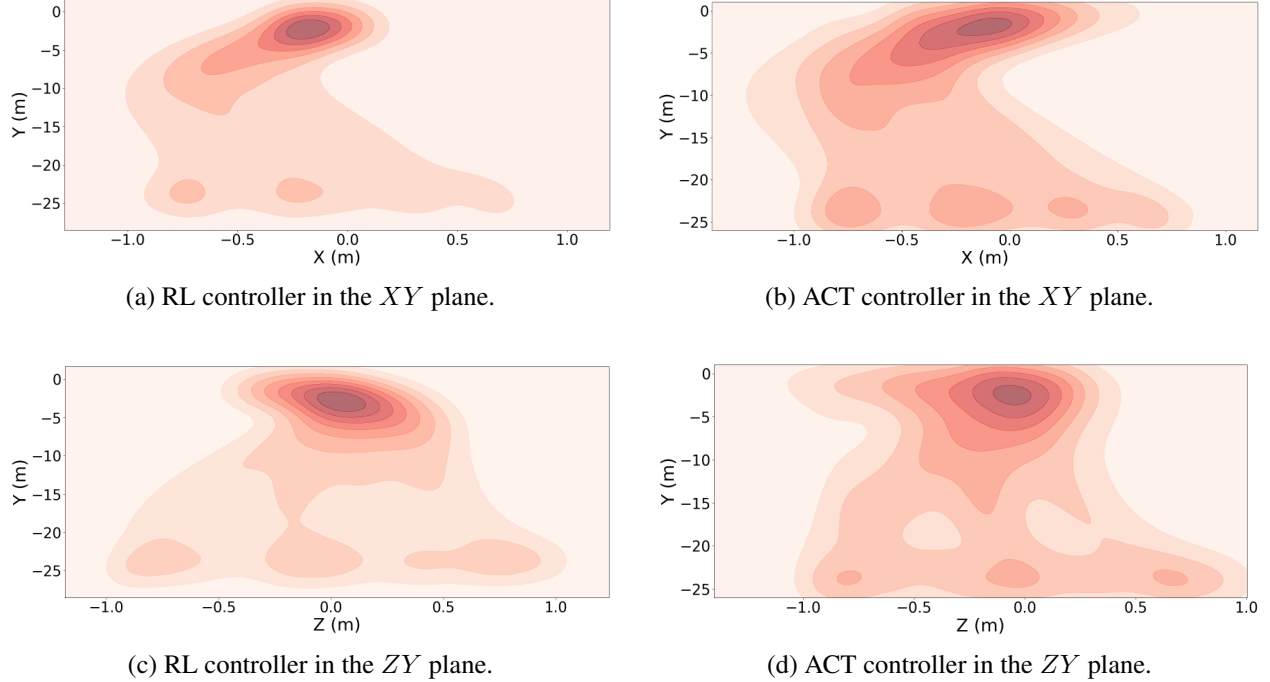 0
−5
−10
−15
−20
−25
Y (m)
−1.0 −0.5 0.0 0.5 1.0
X (m)
(a) RL controller in the XY plane.
0
−5
−10
−15
−20
−25
Y (m)
−1.0 −0.5 0.0 0.5 1.0
X (m)
(b) ACT controller in the XY plane.
0
−5
−10
−15
−20
−25
Y (m)
−1.0 −0.5 0.0 0.5 1.0
Z (m)
(c) RL controller in the ZY plane.
0
−5
−10
−15
−20
−25
Y (m)
−1.0 −0.5 0.0 0.5 1.0
Z (m)
(d) ACT controller in the ZY plane.